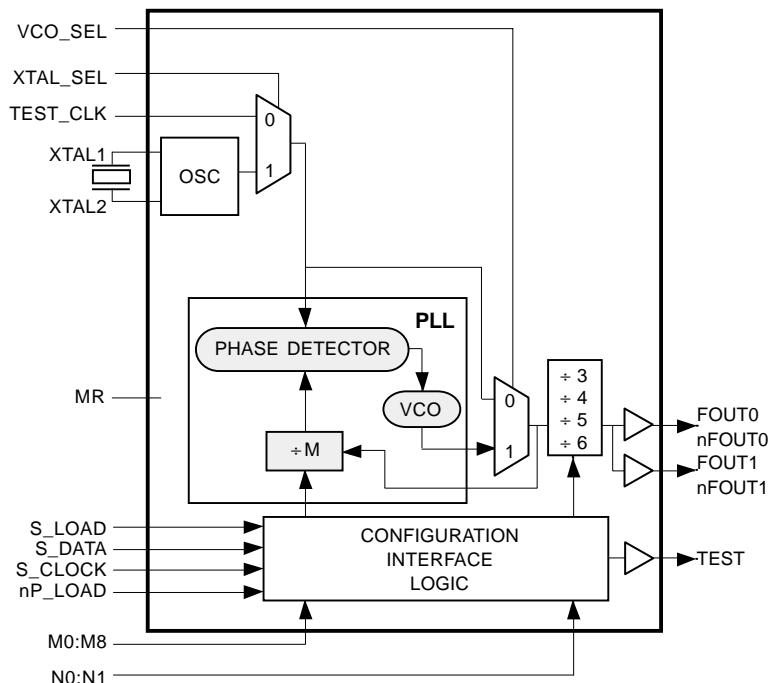 VCO_SEL
XTAL_SEL
TEST_CLK
0
XTAL1
OSC
1
XTAL2
PLL
PHASE DETECTOR
MR
VCO
0
1
÷ 3
÷ 4
÷ 5
÷ 6
FOUT0
nFOUT0
FOUT1
nFOUT1
÷M
S_LOAD
S_DATA
S_CLOCK
nP_LOAD
CONFIGURATION
INTERFACE
LOGIC
TEST
M0:M8
N0:N1